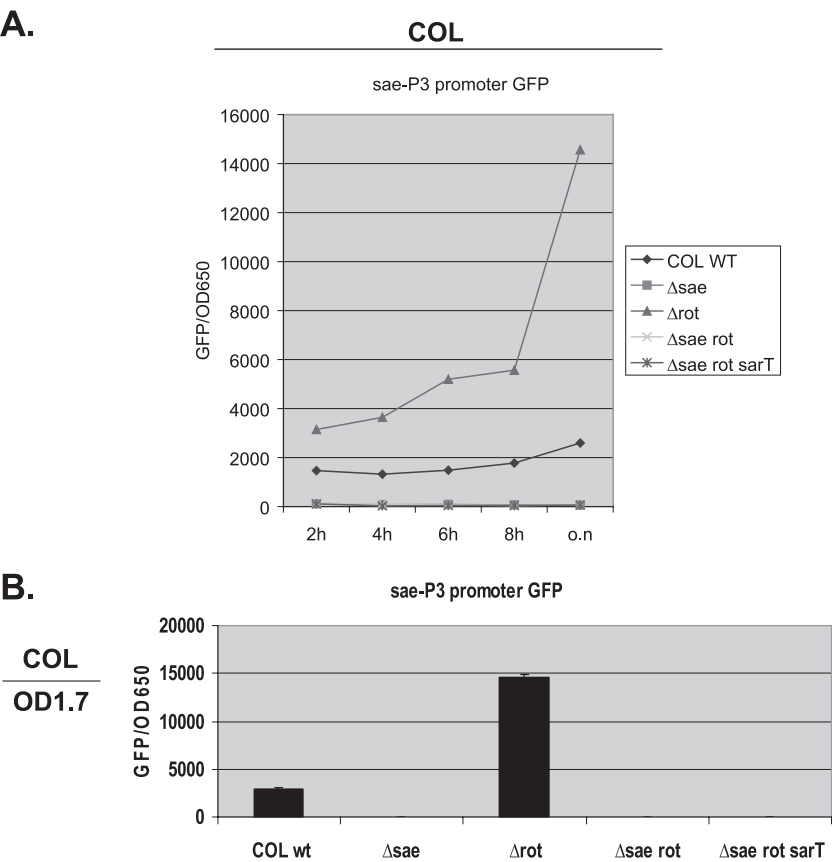 A.
COL
sae-P3 promoter GFP
16000
14000
12000
10000
8000
6000
4000
2000
0
GFP/OD650
2h 4h 6h 8h o.n
COL WT
Δsae
Δrot
Δsae rot
Δsae rot sarT
B.
sae-P3 promoter GFP
COL
OD1.7
GFP/OD650
20000
15000
10000
5000
0
COL wt Δsae Δrot Δsae rot Δsae rot sarT